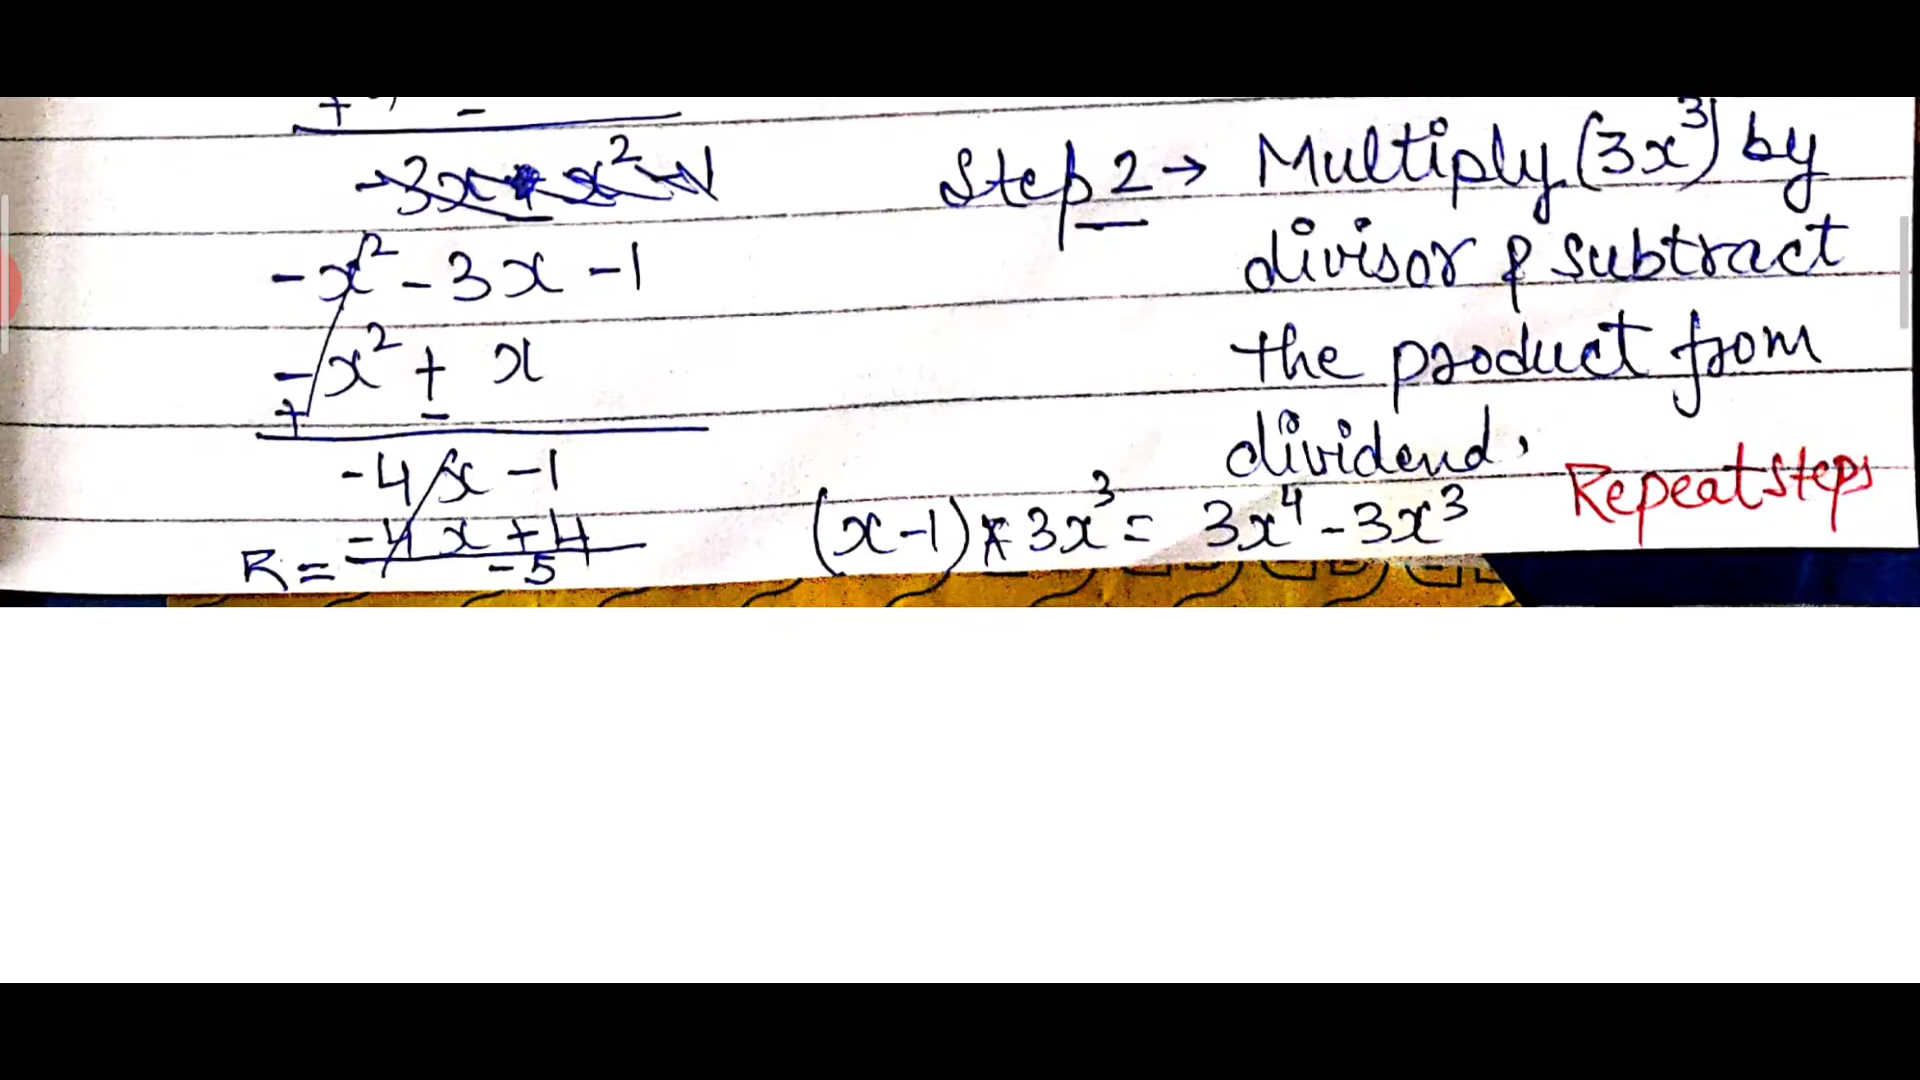 + -
-3x + x² - 1
-x² - 3x - 1
-x² + x
+ -
-4x - 1
-4x + 4
R = -5
Step 2 → Multiply (3x³) by
divisor & subtract
the product from
dividend.
(x-1) * 3x³ = 3x⁴ - 3x³
Repeat steps